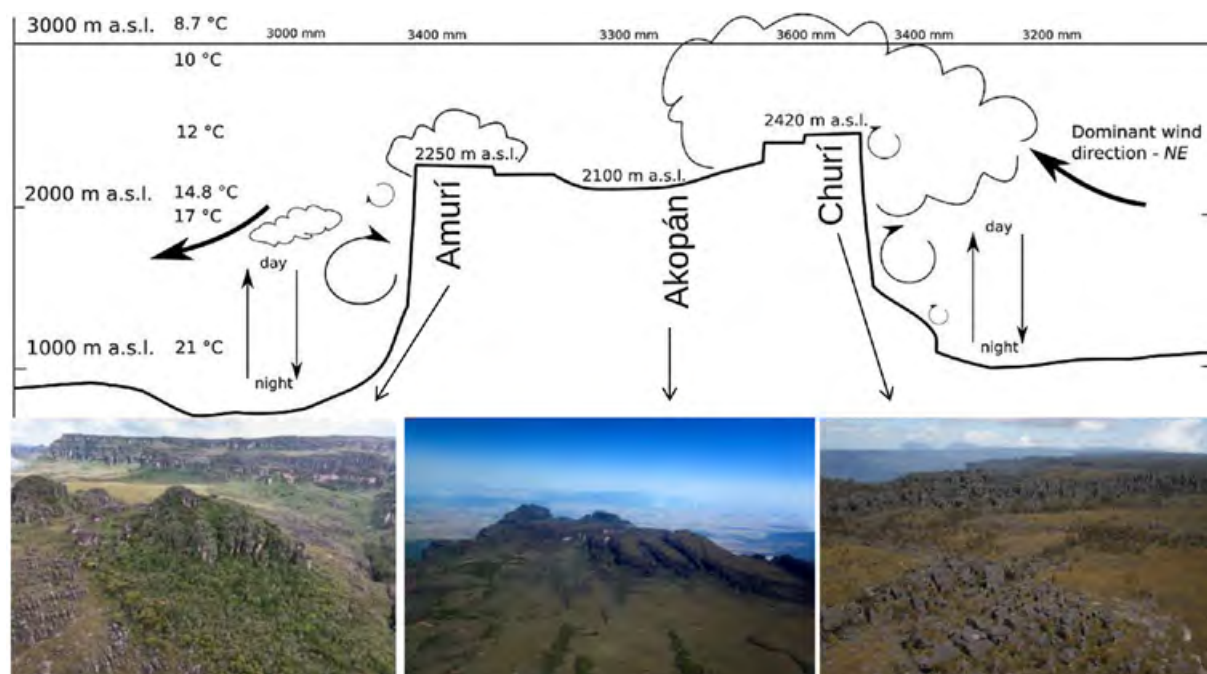 3000 m a.s.l. 8.7 °C
3000 mm 3400 mm 3300 mm 3600 mm 3400 mm 3200 mm
10 °C
12 °C
2420 m a.s.l.
Dominant wind
direction - NE
2250 m a.s.l.
2100 m a.s.l.
2000 m a.s.l. 14.8 °C
17 °C
day
day
Amurí
Akopán
Churí
1000 m a.s.l. 21 °C
night
night